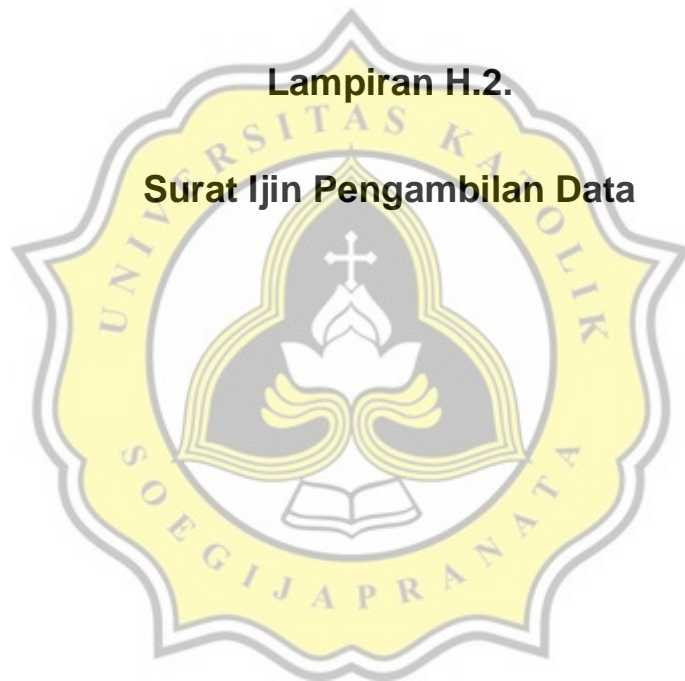 Lampiran H.2.
Surat Ijin Pengambilan Data
UNIVERSITAS KATOLIK
SOEGIJAPRANATA